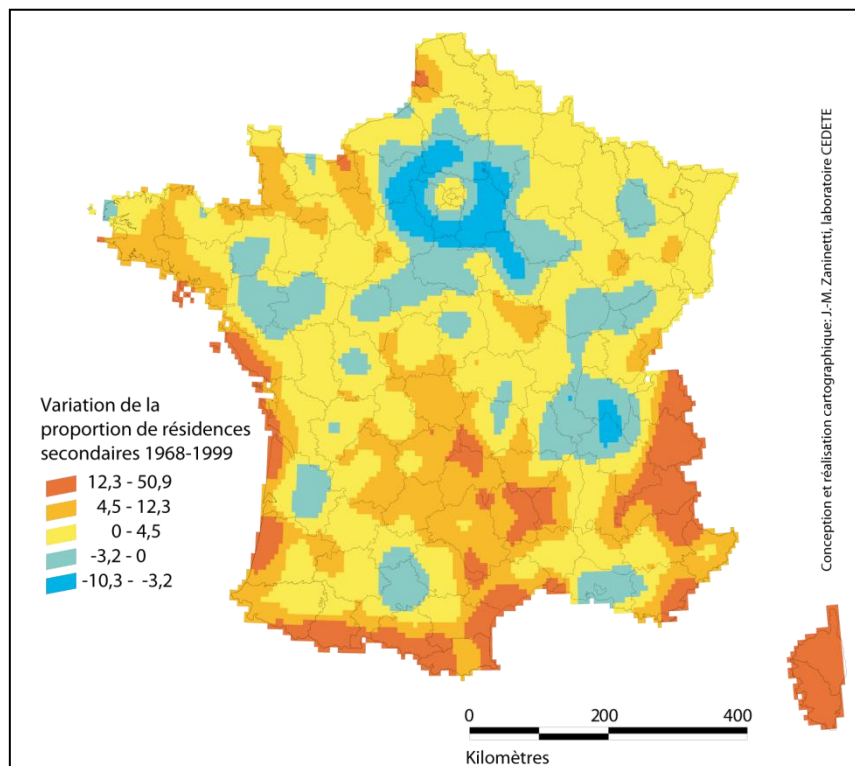 Variation de la
proportion de résidences
secondaires 1968-1999
12,3 - 50,9
4,5 - 12,3
0 - 4,5
-3,2 - 0
-10,3 - -3,2
0 200 400
Kilomètres
Conception et réalisation cartographique: J.-M. Zaninetti, laboratoire CEDETE